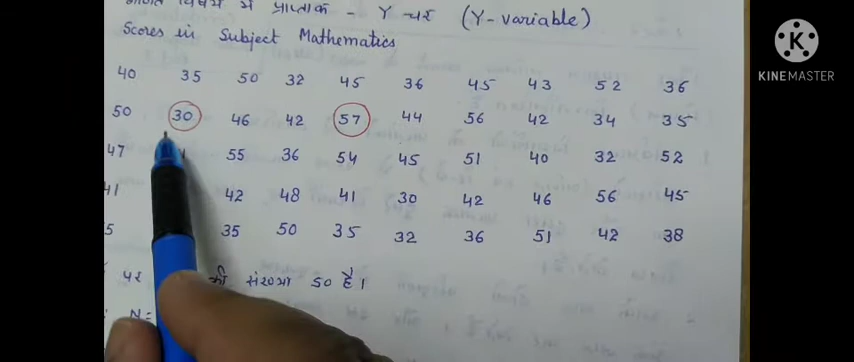 विषय में प्राप्तांक - Y चर (Y-variable)
Scores in Subject Mathematics
40 35 50 32 45 36 45 43 52 36
50 30 46 42 57 44 56 42 34 35
47 55 36 54 45 51 40 32 52
42 48 41 30 42 46 56 45
35 50 35 32 36 51 42 38
पर की संख्या 50 है।
N=
KINEMASTER